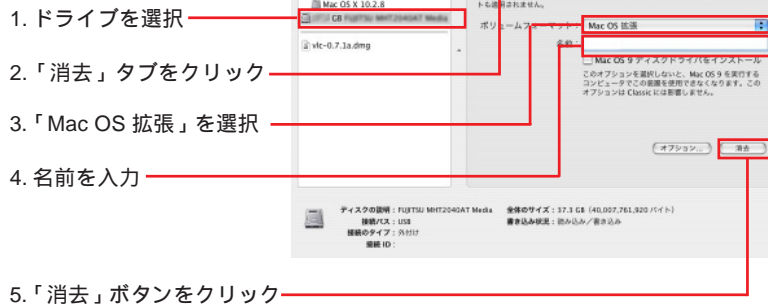 Mac OS X 10.2.8
トも適用されません。
1. ドライブを選択
GB FUJITSU MHT2040AT Media
ボリュームフォーマット: Mac OS 拡張
vlc-0.7.1a.dmg
名前:
Mac OS 9 ディスクドライバをインストール
2.「消去」タブをクリック
このオプションを選択しないと、Mac OS 9 を実行する
コンピュータでこの装置を使用できなくなります。この
オプションは Classic には影響しません。
3.「Mac OS 拡張」を選択
オプション... 消去
4. 名前を入力
ディスクの説明 : FUJITSU MHT2040AT Media 全体のサイズ : 37.3 GB (40,007,761,920 バイト)
接続バス : USB 書き込み状況 : 読み込み／書き込み
接続のタイプ : 外付け
接続 ID :
5.「消去」ボタンをクリック